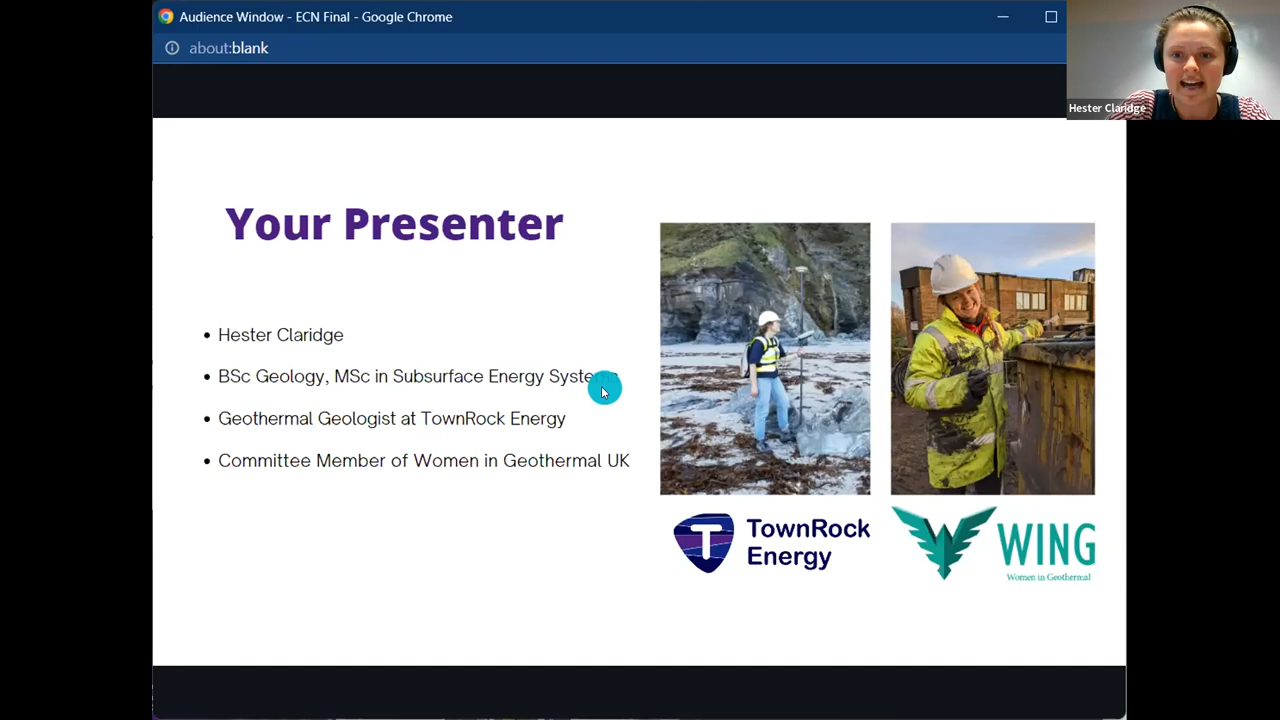 Audience Window - ECN Final - Google Chrome
about:blank
Hester Claridge
Your Presenter
• Hester Claridge
• BSc Geology, MSc in Subsurface Energy Systems
• Geothermal Geologist at TownRock Energy
• Committee Member of Women in Geothermal UK
T TownRock
Energy
WING
Women in Geothermal